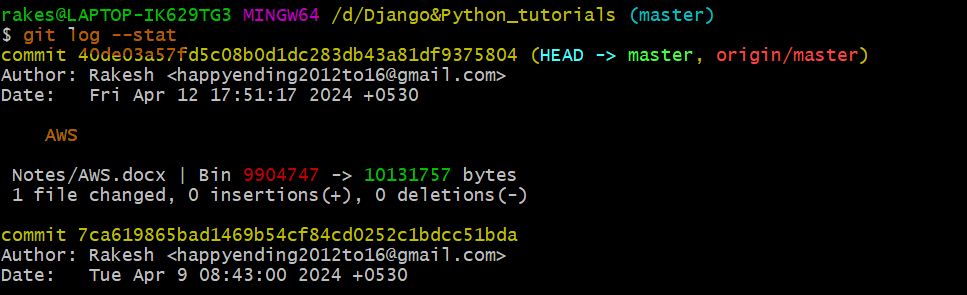 rakes@LAPTOP-IK629TG3 MINGW64 /d/Django&Python_tutorials (master)
$ git log --stat
commit 40de03a57fd5c08b0d1dc283db43a81df9375804 (HEAD -> master, origin/master)
Author: Rakesh <happyending2012to16@gmail.com>
Date:   Fri Apr 12 17:51:17 2024 +0530

    AWS

 Notes/AWS.docx | Bin 9904747 -> 10131757 bytes
 1 file changed, 0 insertions(+), 0 deletions(-)

commit 7ca619865bad1469b54cf84cd0252c1bdcc51bda
Author: Rakesh <happyending2012to16@gmail.com>
Date:   Tue Apr 9 08:43:00 2024 +0530